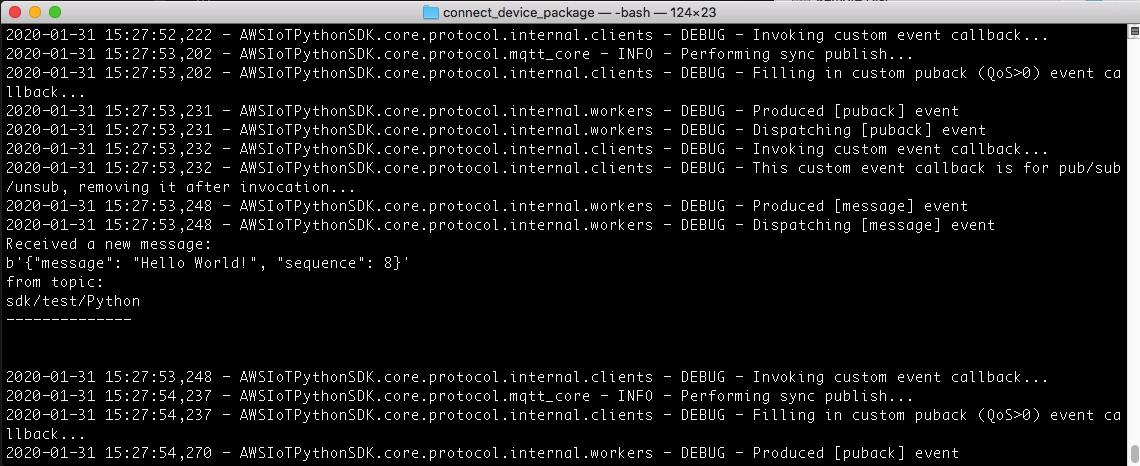 connect_device_package — -bash — 124×23
2020-01-31 15:27:52,222 - AWSIoTPythonSDK.core.protocol.internal.clients - DEBUG - Invoking custom event callback...
2020-01-31 15:27:53,202 - AWSIoTPythonSDK.core.protocol.mqtt_core - INFO - Performing sync publish...
2020-01-31 15:27:53,202 - AWSIoTPythonSDK.core.protocol.internal.clients - DEBUG - Filling in custom puback (QoS>0) event ca
llback...
2020-01-31 15:27:53,231 - AWSIoTPythonSDK.core.protocol.internal.workers - DEBUG - Produced [puback] event
2020-01-31 15:27:53,231 - AWSIoTPythonSDK.core.protocol.internal.workers - DEBUG - Dispatching [puback] event
2020-01-31 15:27:53,232 - AWSIoTPythonSDK.core.protocol.internal.clients - DEBUG - Invoking custom event callback...
2020-01-31 15:27:53,232 - AWSIoTPythonSDK.core.protocol.internal.clients - DEBUG - This custom event callback is for pub/sub
/unsub, removing it after invocation...
2020-01-31 15:27:53,248 - AWSIoTPythonSDK.core.protocol.internal.workers - DEBUG - Produced [message] event
2020-01-31 15:27:53,248 - AWSIoTPythonSDK.core.protocol.internal.workers - DEBUG - Dispatching [message] event
Received a new message:
b'{"message": "Hello World!", "sequence": 8}'
from topic:
sdk/test/Python
--------------
2020-01-31 15:27:53,248 - AWSIoTPythonSDK.core.protocol.internal.clients - DEBUG - Invoking custom event callback...
2020-01-31 15:27:54,237 - AWSIoTPythonSDK.core.protocol.mqtt_core - INFO - Performing sync publish...
2020-01-31 15:27:54,237 - AWSIoTPythonSDK.core.protocol.internal.clients - DEBUG - Filling in custom puback (QoS>0) event ca
llback...
2020-01-31 15:27:54,270 - AWSIoTPythonSDK.core.protocol.internal.workers - DEBUG - Produced [puback] event